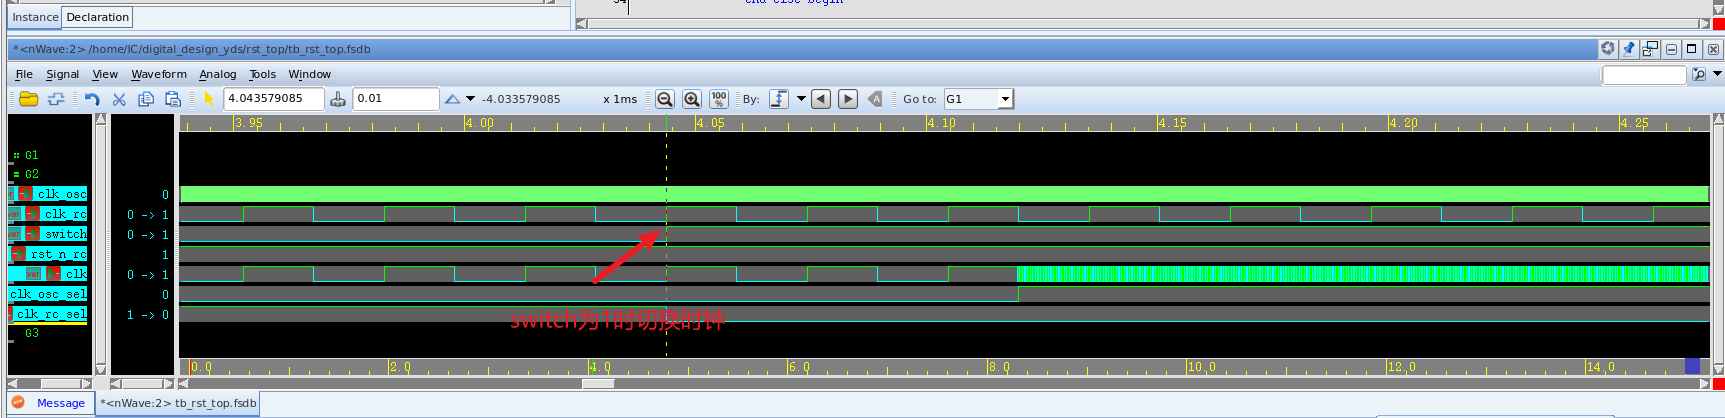 end else begin
Instance Declaration
*<nWave:2> /home/IC/digital_design_yds/rst_top/tb_rst_top.fsdb
File Signal View Waveform Analog Tools Window
4.043579085 0.01 -4.033579085 x 1ms 100% By: Go to: G1
3.95 4.00 4.05 4.10 4.15 4.20 4.25
G1
G2
clk_osc 0
clk_rc 0 -> 1
switch 0 -> 1
rst_n_rc 1
ver clk 0 -> 1
clk_osc_sel 0
clk_rc_sel 1 -> 0
switch为1时切换时钟
G3
0.0 2.0 4.0 6.0 8.0 10.0 12.0 14.0
Message *<nWave:2> tb_rst_top.fsdb